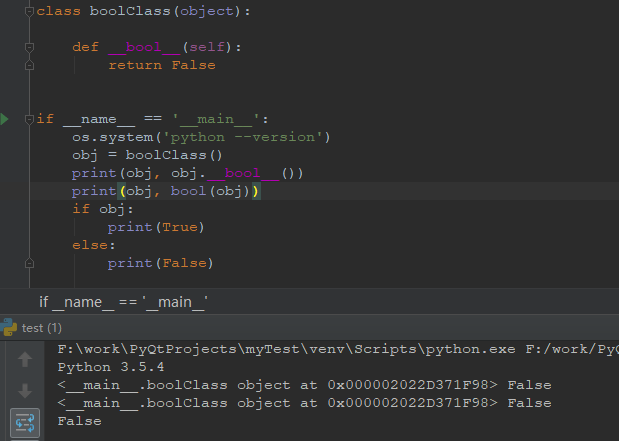 class boolClass(object):
def __bool__(self):
return False
if __name__ == '__main__':
os.system('python --version')
obj = boolClass()
print(obj, obj.__bool__())
print(obj, bool(obj))
if obj:
print(True)
else:
print(False)
if __name__ == '__main__'
test (1)
F:\work\PyQtProjects\myTest\venv\Scripts\python.exe F:/work/PyQ
Python 3.5.4
<__main__.boolClass object at 0x000002022D371F98> False
<__main__.boolClass object at 0x000002022D371F98> False
False